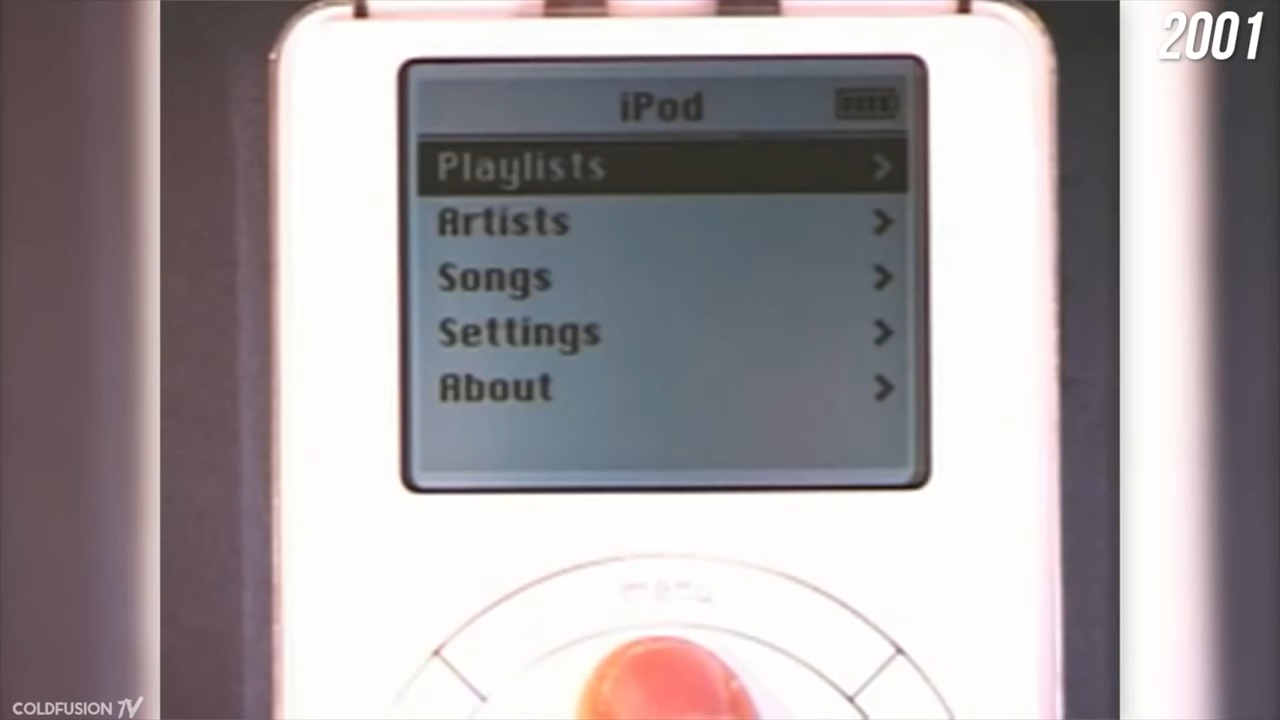 2001
iPod
Playlists
Artists
Songs
Settings
About
COLDFUSION TV